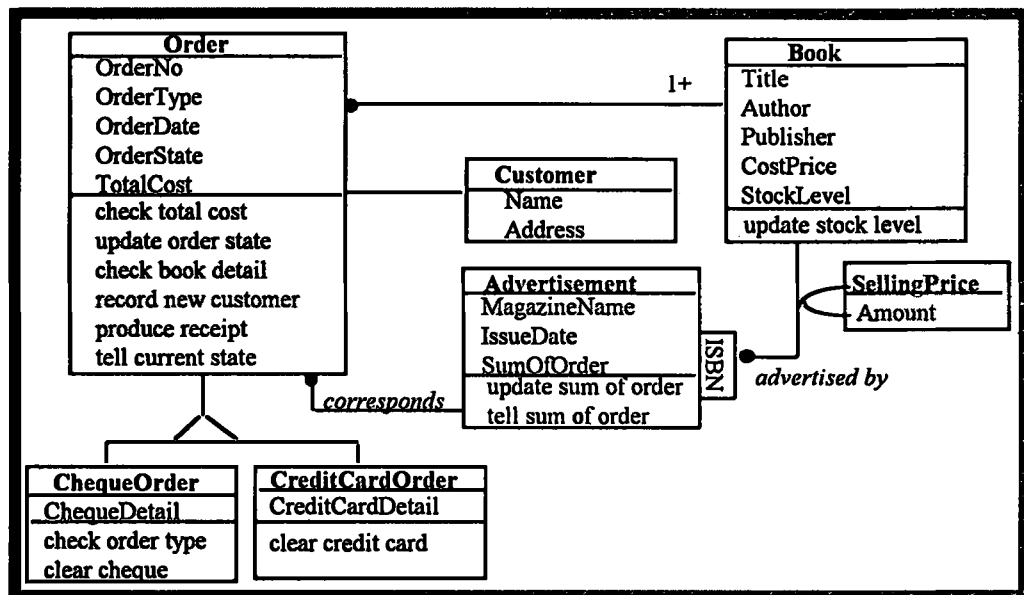 Order
OrderNo
OrderType
OrderDate
OrderState
TotalCost
check total cost
update order state
check book detail
record new customer
produce receipt
tell current state
1+
Book
Title
Author
Publisher
CostPrice
StockLevel
update stock level
Customer
Name
Address
Advertisement
MagazineName
IssueDate
SumOfOrder
update sum of order
tell sum of order
ISBN
SellingPrice
Amount
advertised by
corresponds
ChequeOrder
ChequeDetail
check order type
clear cheque
CreditCardOrder
CreditCardDetail
clear credit card